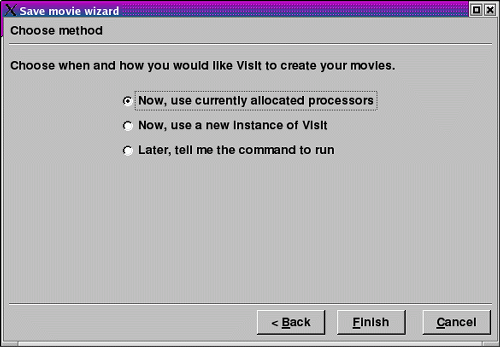 Save movie wizard
Choose method
Choose when and how you would like VisIt to create your movies.
Now, use currently allocated processors
Now, use a new instance of VisIt
Later, tell me the command to run
< Back
Finish
Cancel